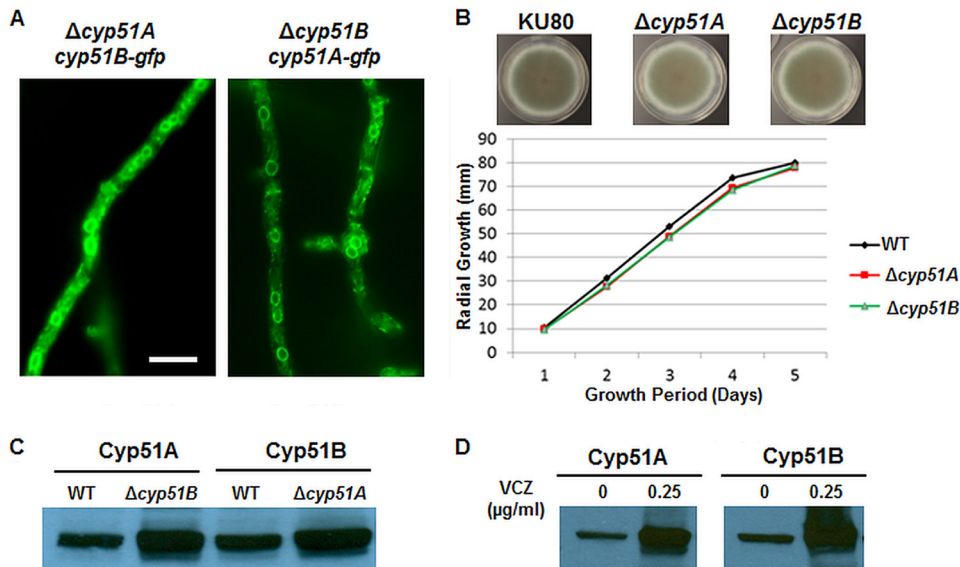 A
Δcyp51A
cyp51B-gfp
Δcyp51B
cyp51A-gfp
B
KU80
Δcyp51A
Δcyp51B
Radial Growth (mm)
90
80
70
60
50
40
30
20
10
0
1 2 3 4 5
Growth Period (Days)
WT
Δcyp51A
Δcyp51B
C
Cyp51A
Cyp51B
WT Δcyp51B WT Δcyp51A
D
Cyp51A
Cyp51B
VCZ
(µg/ml)
0 0.25 0 0.25